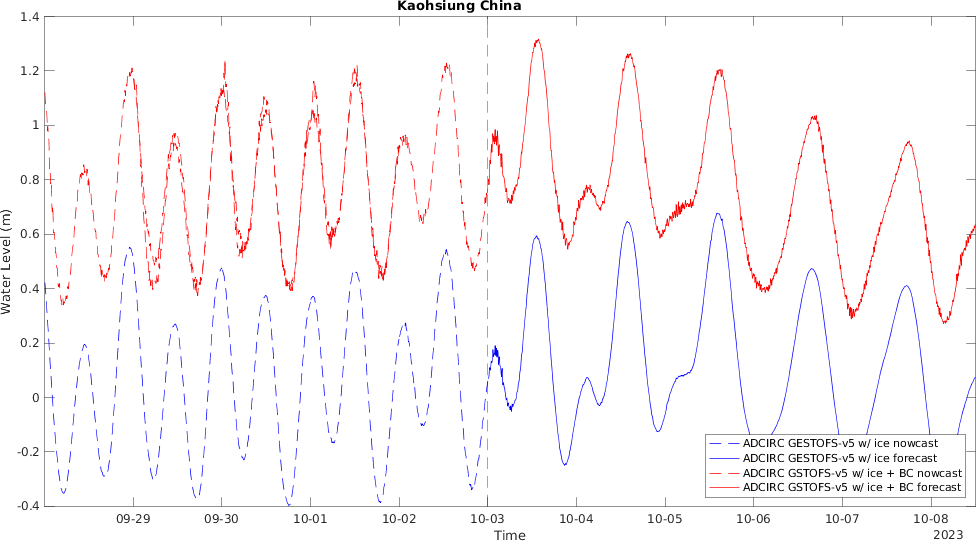 Kaohsiung China
1.4
1.2
1
0.8
0.6
0.4
0.2
0
-0.2
-0.4
Water Level (m)
ADCIRC GESTOFS-v5 w/ ice nowcast
ADCIRC GESTOFS-v5 w/ ice forecast
ADCIRC GSTOFS-v5 w/ ice + BC nowcast
ADCIRC GSTOFS-v5 w/ ice + BC forecast
09-29 09-30 10-01 10-02 10-03 10-04 10-05 10-06 10-07 10-08
Time
2023